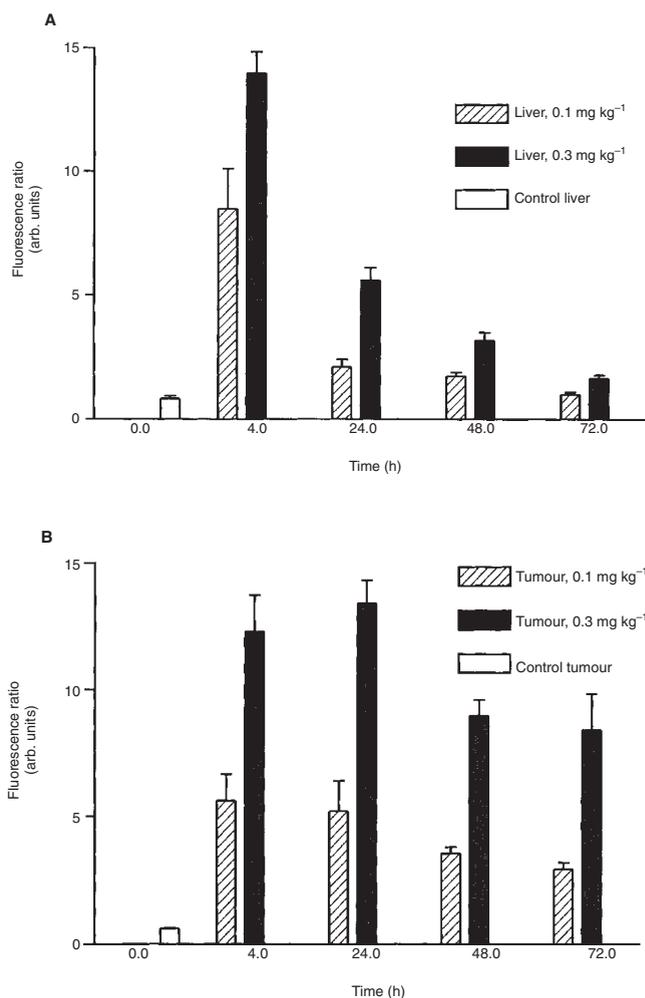 A
15
10
5
0
Fluorescence ratio
(arb. units)
Liver, 0.1 mg kg⁻¹
Liver, 0.3 mg kg⁻¹
Control liver
0.0 4.0 24.0 48.0 72.0
Time (h)
B
15
10
5
0
Fluorescence ratio
(arb. units)
Tumour, 0.1 mg kg⁻¹
Tumour, 0.3 mg kg⁻¹
Control tumour
0.0 4.0 24.0 48.0 72.0
Time (h)